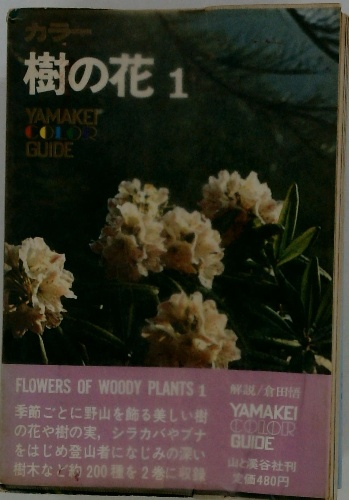 カラー
樹の花 1
YAMAKEI
COLOR
GUIDE
FLOWERS OF WOODY PLANTS 1
季節ごとに野山を飾る美しい樹
の花や樹の実，シラカバやブナ
をはじめ登山者になじみの深い
樹木など約200種を2巻に収録
解説/倉田悟
YAMAKEI
COLOR
GUIDE
山と溪谷社刊
定価480円